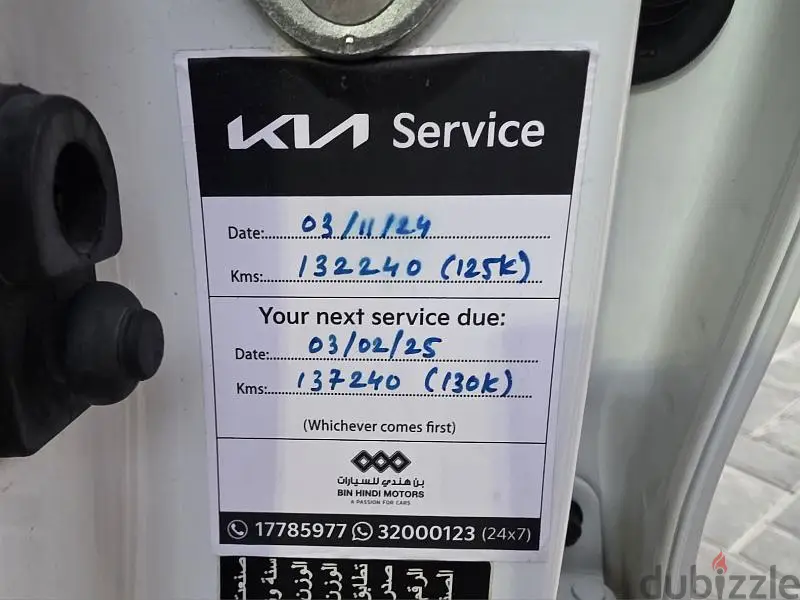 KIA Service
Date:..... 03/11/24
Kms:..... 132240 (125K)
Your next service due:
Date:..... 03/02/25
Kms:..... 137240 (130K)
(Whichever comes first)
بن هندي للسيارات
BIN HINDI MOTORS
A PASSION FOR CARS
17785977 32000123 (24x7)
dubizzle